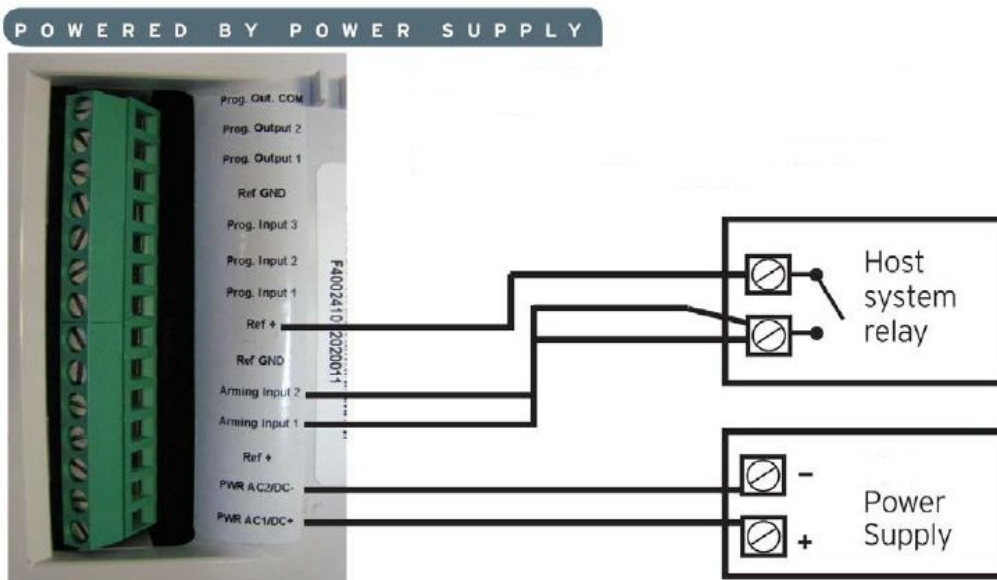 POWERED BY POWER SUPPLY
Prog. Out. COM
Prog. Output 2
Prog. Output 1
Ref GND
Prog. Input 3
Prog. Input 2
Prog. Input 1
Ref +
Ref GND
Arming Input 2
Arming Input 1
Ref +
PWR AC2/DC-
PWR AC1/DC+
Host
system
relay
-
+
Power
Supply